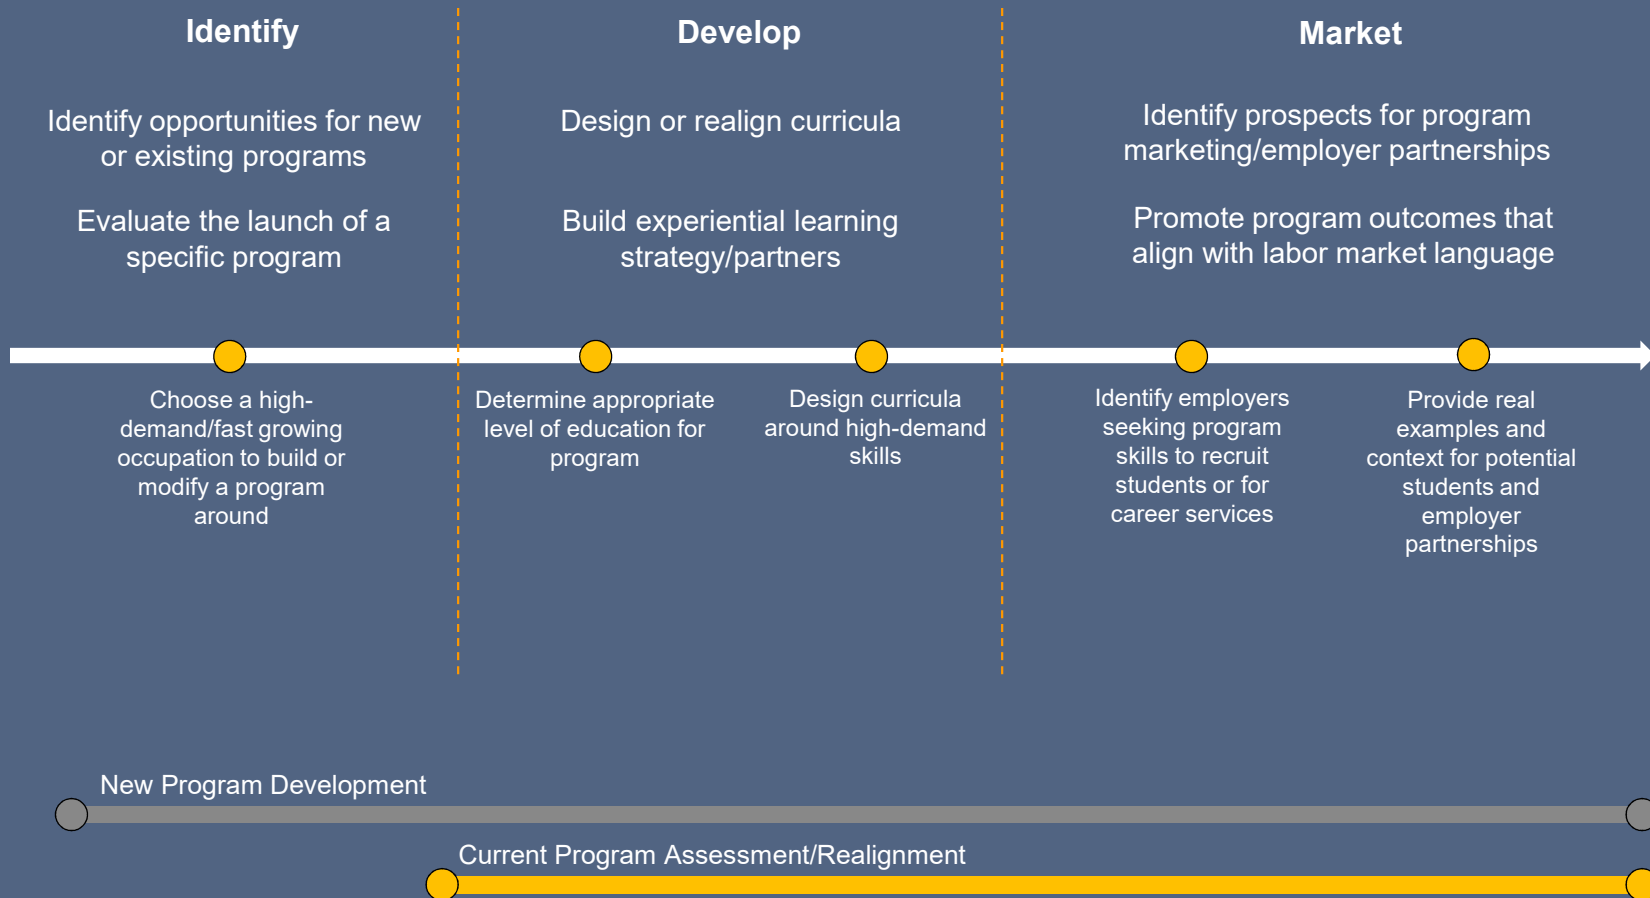 Identify
Identify opportunities for new
or existing programs
Evaluate the launch of a
specific program
Develop
Design or realign curricula
Build experiential learning
strategy/partners
Market
Identify prospects for program
marketing/employer partnerships
Promote program outcomes that
align with labor market language
Choose a high-
demand/fast growing
occupation to build or
modify a program
around
Determine appropriate
level of education for
program
Design curricula
around high-demand
skills
Identify employers
seeking program
skills to recruit
students or for
career services
Provide real
examples and
context for potential
students and
employer
partnerships
New Program Development
Current Program Assessment/Realignment